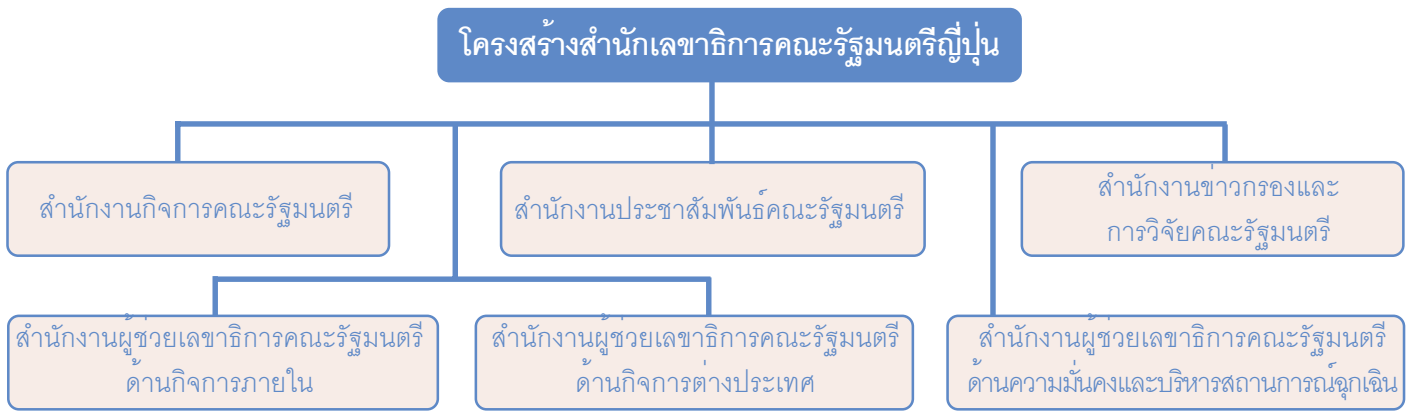 โครงสร้างสำนักเลขาธิการคณะรัฐมนตรีญี่ปุ่น
สำนักงานกิจการคณะรัฐมนตรี
สำนักงานประชาสัมพันธ์คณะรัฐมนตรี
สำนักงานข่าวกรองและ
การวิจัยคณะรัฐมนตรี
สำนักงานผู้ช่วยเลขาธิการคณะรัฐมนตรี
ด้านกิจการภายใน
สำนักงานผู้ช่วยเลขาธิการคณะรัฐมนตรี
ด้านกิจการต่างประเทศ
สำนักงานผู้ช่วยเลขาธิการคณะรัฐมนตรี
ด้านความมั่นคงและบริหารสถานการณ์ฉุกเฉิน